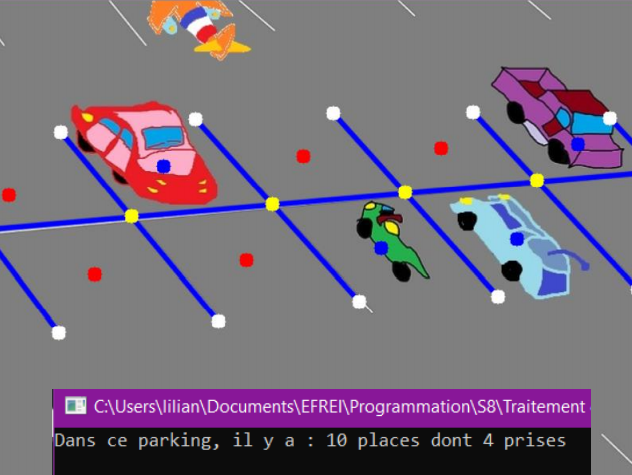 C:\Users\lilian\Documents\EFREI\Programmation\S8\Traitement
Dans ce parking, il y a : 10 places dont 4 prises